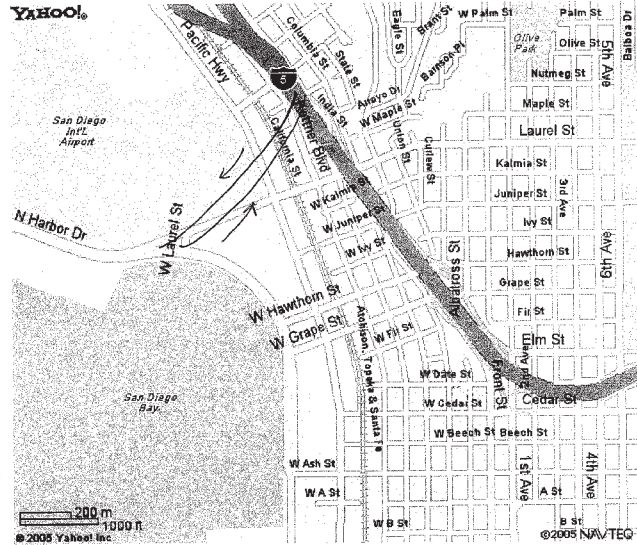 YAHOO!®
Pacific Hwy
Columbia St
State St
Eagle St
Brant St
W Palm St
Palm St
Balboa Dr
Olive Park
Olive St
5th Ave
Barnson Pl
Nutmeg St
5
Arroyo Dr
India St
W Maple St
Maple St
San Diego
Int'L
Airport
California St
Kettner Blvd
Union St
Curlew St
Laurel St
Kalmia St
W Kalmia St
Juniper St
3rd Ave
N Harbor Dr
W Laurel St
W Juniper St
Ivy St
W Ivy St
Hawthorn St
6th Ave
Albatross St
Grape St
W Hawthorn St
W Grape St
Fir St
Atchison, Topeka & Santa Fe
W Fir St
Elm St
2nd Ave
W Date St
Front St
Cedar St
San Diego
Bay
W Cedar St
W Beech St
Beech St
W Ash St
1st Ave
4th Ave
W A St
A St
200 m
1000 ft
W B St
B St
©2005 Yahoo! Inc
©2005 NAVTEQ